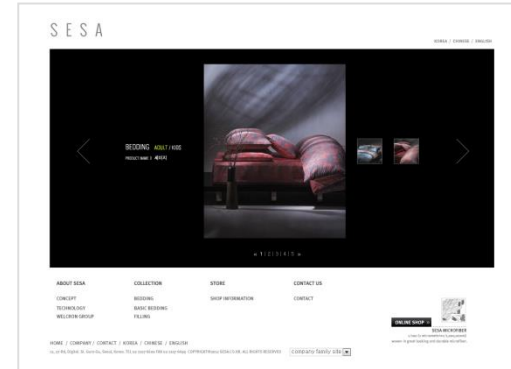 SESA
KOREA / CHINESE / ENGLISH
BEDDING ADULT / KIDS
ABOUT SESA
COLLECTION
STORE
CONTACT US
CONCEPT
TECHNOLOGY
WELCRON GROUP
BEDDING
BASIC BEDDING
FILLING
SHOP INFORMATION
CONTACT
ONLINE SHOP
SESA MICROFIBER
HOME / COMPANY / CONTACT / KOREA / CHINESE / ENGLISH
company family site